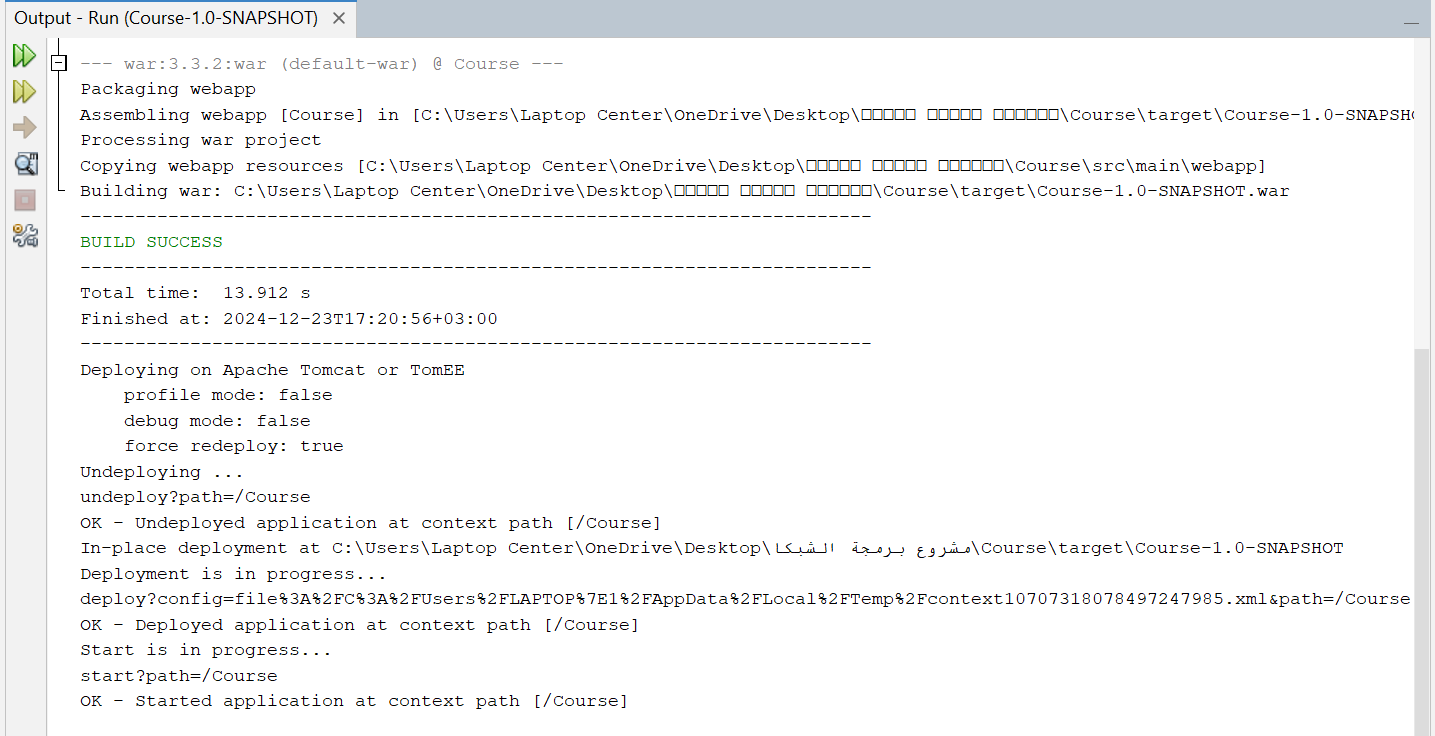 Output - Run (Course-1.0-SNAPSHOT)
--- war:3.3.2:war (default-war) @ Course ---
Packaging webapp
Assembling webapp [Course] in [C:\Users\Laptop Center\OneDrive\Desktop\□□□□□ □□□□□ □□□□□□\Course\target\Course-1.0-SNAPSH
Processing war project
Copying webapp resources [C:\Users\Laptop Center\OneDrive\Desktop\□□□□□ □□□□□ □□□□□□\Course\src\main\webapp]
Building war: C:\Users\Laptop Center\OneDrive\Desktop\□□□□□ □□□□□ □□□□□□\Course\target\Course-1.0-SNAPSHOT.war
------------------------------------------------------------------------
BUILD SUCCESS
------------------------------------------------------------------------
Total time:  13.912 s
Finished at: 2024-12-23T17:20:56+03:00
------------------------------------------------------------------------
Deploying on Apache Tomcat or TomEE
    profile mode: false
    debug mode: false
    force redeploy: true
Undeploying ...
undeploy?path=/Course
OK - Undeployed application at context path [/Course]
In-place deployment at C:\Users\Laptop Center\OneDrive\Desktop\مشروع برمجة الشبكا\Course\target\Course-1.0-SNAPSHOT
Deployment is in progress...
deploy?config=file%3A%2FC%3A%2FUsers%2FLAPTOP%7E1%2FAppData%2FLocal%2FTemp%2Fcontext10707318078497247985.xml&path=/Course
OK - Deployed application at context path [/Course]
Start is in progress...
start?path=/Course
OK - Started application at context path [/Course]